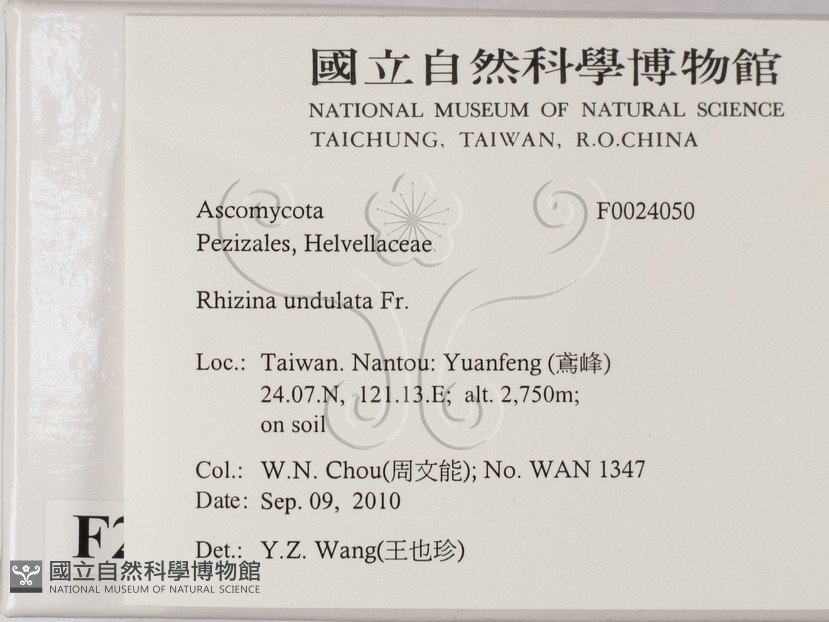 國立自然科學博物館
NATIONAL MUSEUM OF NATURAL SCIENCE
TAICHUNG, TAIWAN, R.O.CHINA
Ascomycota F0024050
Pezizales, Helvellaceae
Rhizina undulata Fr.
Loc.: Taiwan. Nantou: Yuanfeng (鳶峰)
24.07.N, 121.13.E; alt. 2,750m;
on soil
Col.: W.N. Chou(周文能); No. WAN 1347
Date: Sep. 09, 2010
Det.: Y.Z. Wang(王也珍)
國立自然科學博物館
NATIONAL MUSEUM OF NATURAL SCIENCE